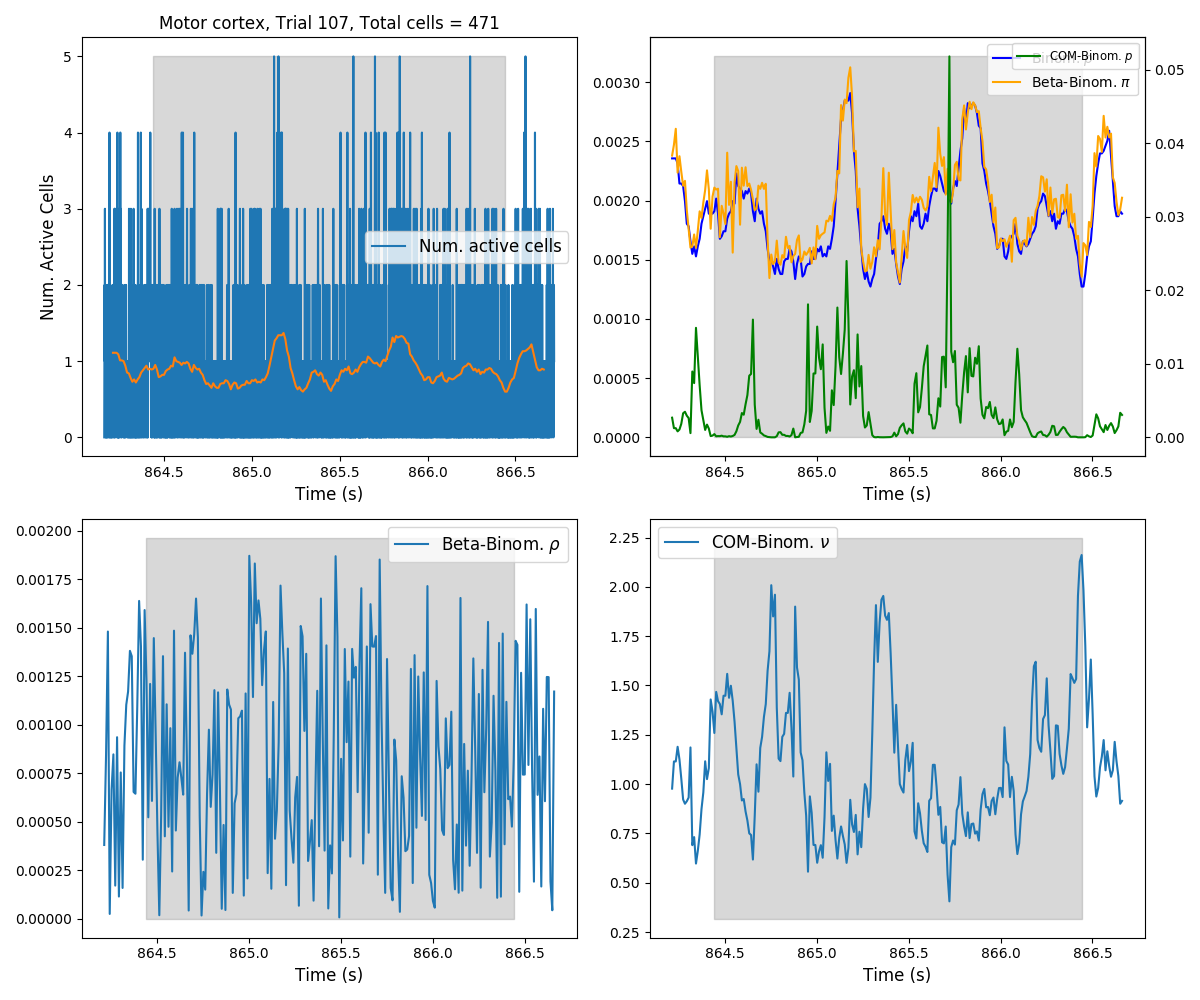 Motor cortex, Trial 107, Total cells = 471
Num. Active Cells
5
4
3
2
1
0
Num. active cells
864.5 865.0 865.5 866.0 866.5
Time (s)
0.0030
0.0025
0.0020
0.0015
0.0010
0.0005
0.0000
COM-Binom. p
Beta-Binom. π
0.05
0.04
0.03
0.02
0.01
0.00
864.5 865.0 865.5 866.0 866.5
Time (s)
0.00200
0.00175
0.00150
0.00125
0.00100
0.00075
0.00050
0.00025
0.00000
Beta-Binom. ρ
864.5 865.0 865.5 866.0 866.5
Time (s)
2.25
2.00
1.75
1.50
1.25
1.00
0.75
0.50
0.25
COM-Binom. ν
864.5 865.0 865.5 866.0 866.5
Time (s)